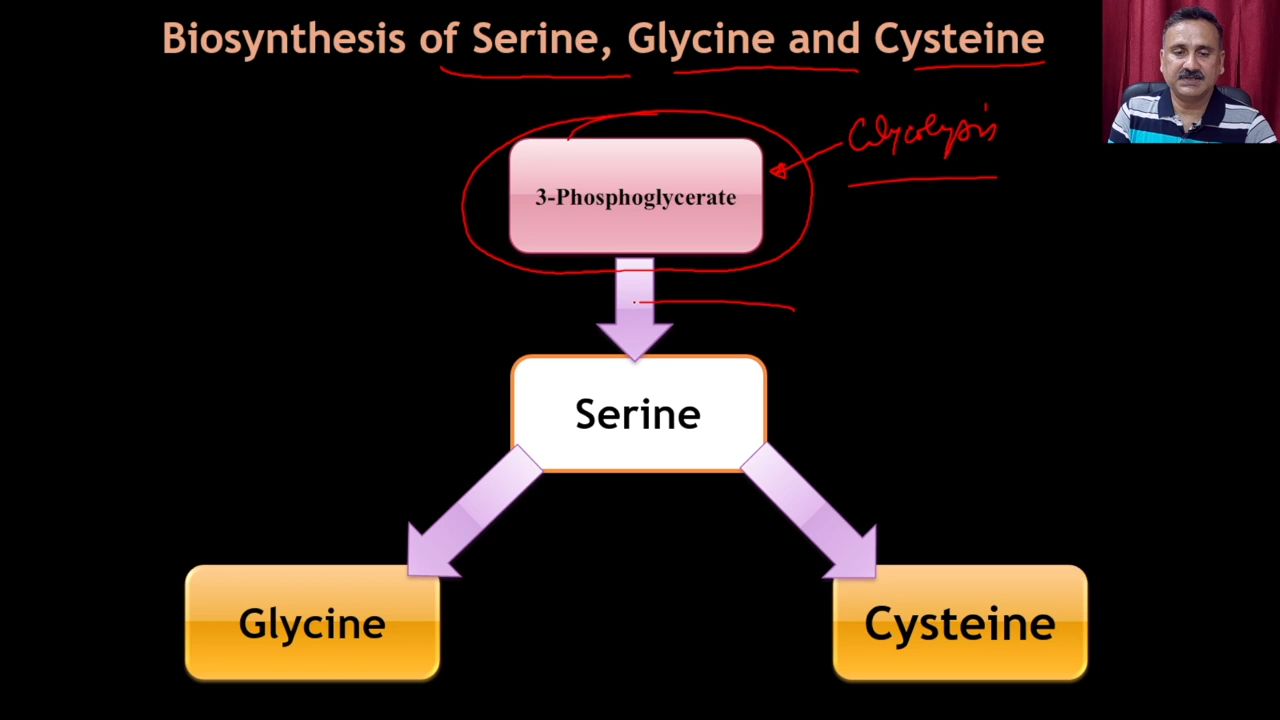 Biosynthesis of Serine, Glycine and Cysteine
Glycolysis
3-Phosphoglycerate
Serine
Glycine
Cysteine